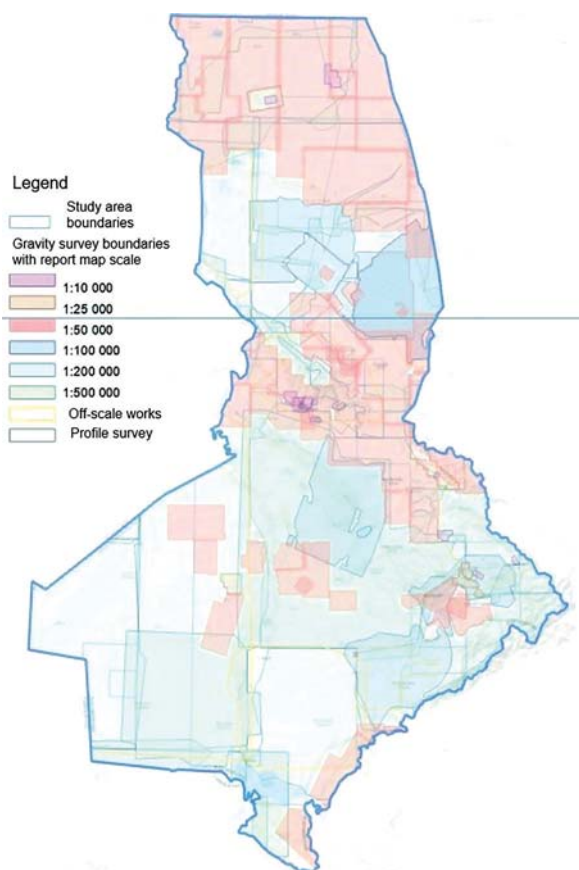 Legend
Study area
boundaries
Gravity survey boundaries
with report map scale
1:10 000
1:25 000
1:50 000
1:100 000
1:200 000
1:500 000
Off-scale works
Profile survey